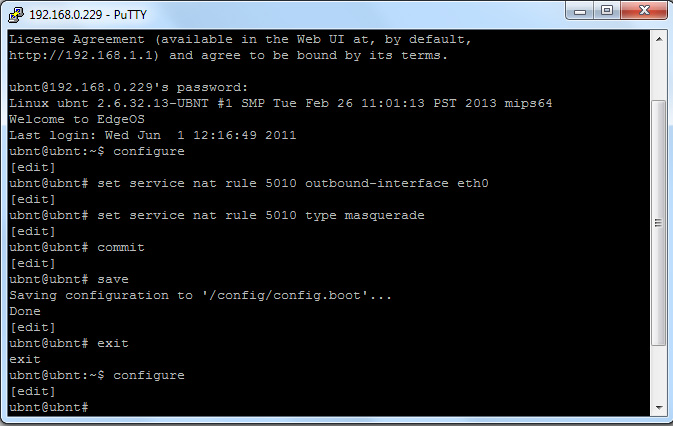 192.168.0.229 - PuTTY
License Agreement (available in the Web UI at, by default,
http://192.168.1.1) and agree to be bound by its terms.
ubnt@192.168.0.229's password:
Linux ubnt 2.6.32.13-UBNT #1 SMP Tue Feb 26 11:01:13 PST 2013 mips64
Welcome to EdgeOS
Last login: Wed Jun  1 12:16:49 2011
ubnt@ubnt:~$ configure
[edit]
ubnt@ubnt# set service nat rule 5010 outbound-interface eth0
[edit]
ubnt@ubnt# set service nat rule 5010 type masquerade
[edit]
ubnt@ubnt# commit
[edit]
ubnt@ubnt# save
Saving configuration to '/config/config.boot'...
Done
[edit]
ubnt@ubnt# exit
exit
ubnt@ubnt:~$ configure
[edit]
ubnt@ubnt#